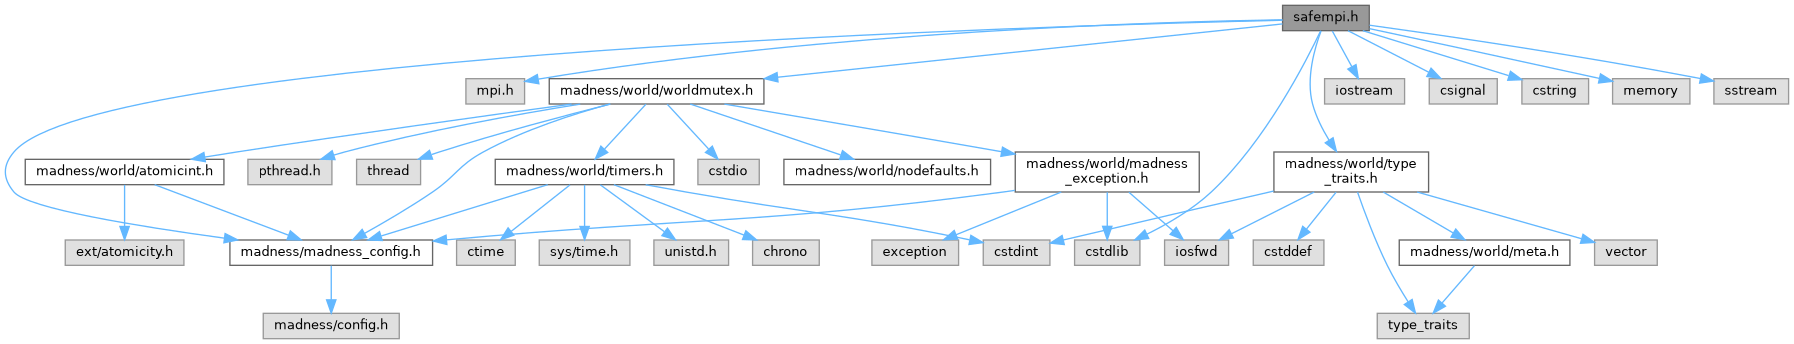 safempi.h
mpi.h
madness/world/worldmutex.h
iostream
csignal
cstring
memory
sstream
madness/world/atomicint.h
pthread.h
thread
madness/world/timers.h
cstdio
madness/world/nodefaults.h
madness/world/madness
_exception.h
madness/world/type
_traits.h
ext/atomicity.h
madness/madness_config.h
ctime
sys/time.h
unistd.h
chrono
exception
cstdint
cstdlib
iosfwd
cstddef
madness/world/meta.h
vector
madness/config.h
type_traits